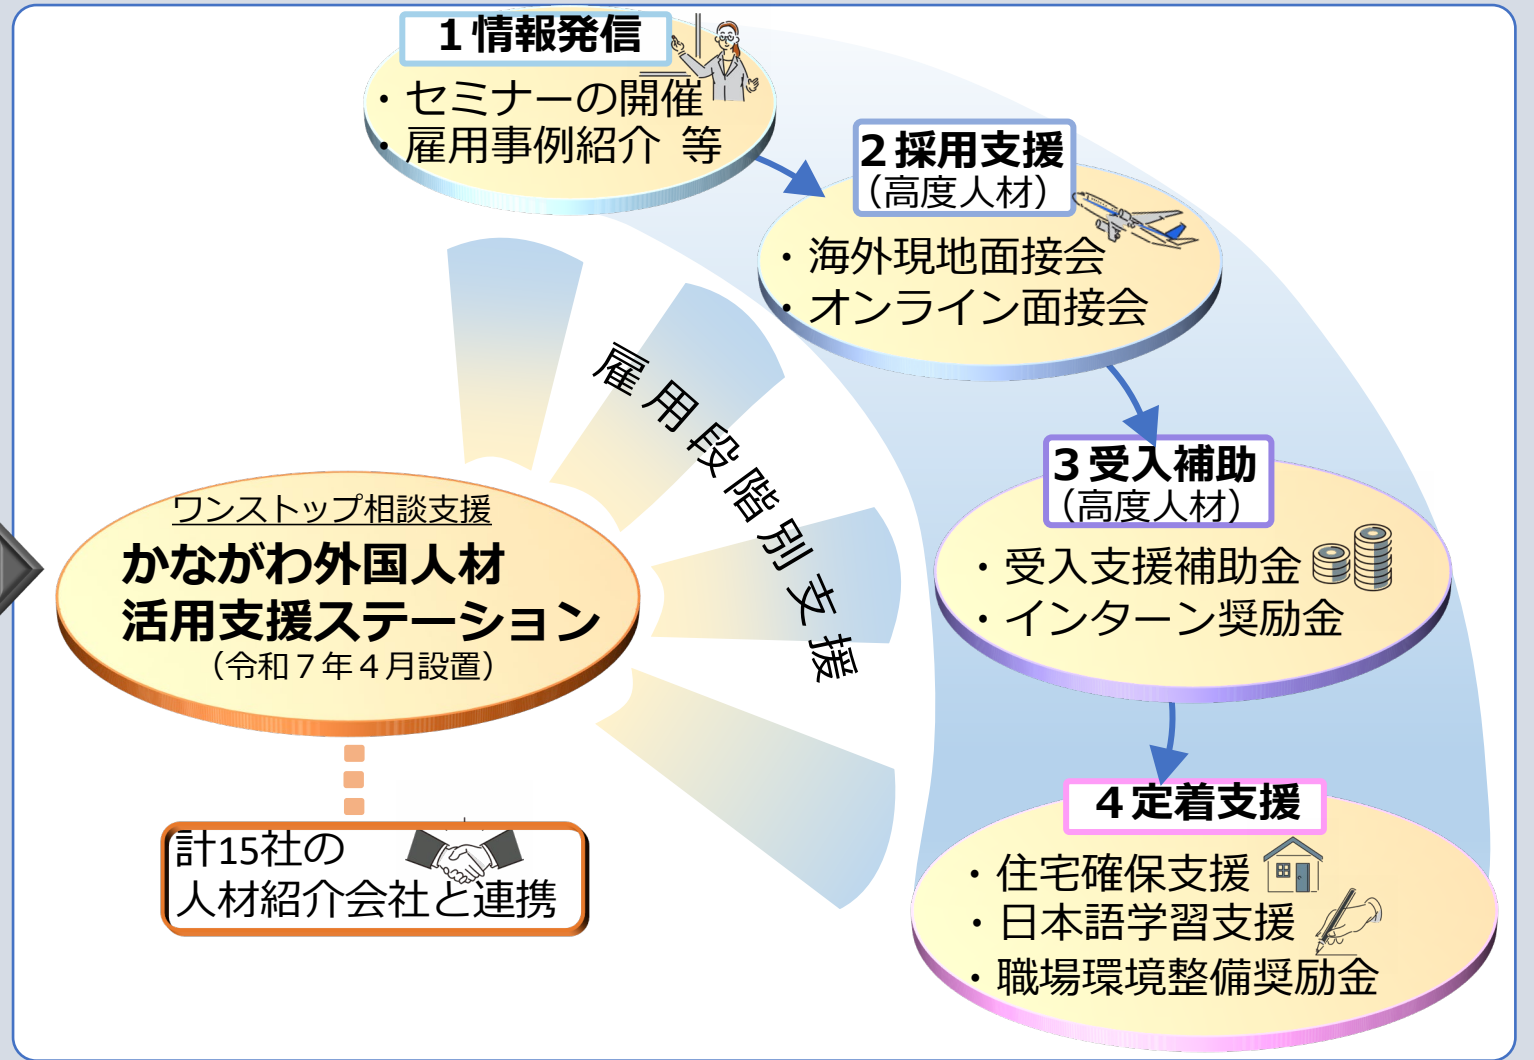 １情報発信
・セミナーの開催
・雇用事例紹介 等
２採用支援
（高度人材）
・海外現地面接会
・オンライン面接会
雇用段階別支援
３受入補助
（高度人材）
・受入支援補助金
・インターン奨励金
ワンストップ相談支援
かながわ外国人材
活用支援ステーション
（令和７年４月設置）
計15社の
人材紹介会社と連携
４定着支援
・住宅確保支援
・日本語学習支援
・職場環境整備奨励金